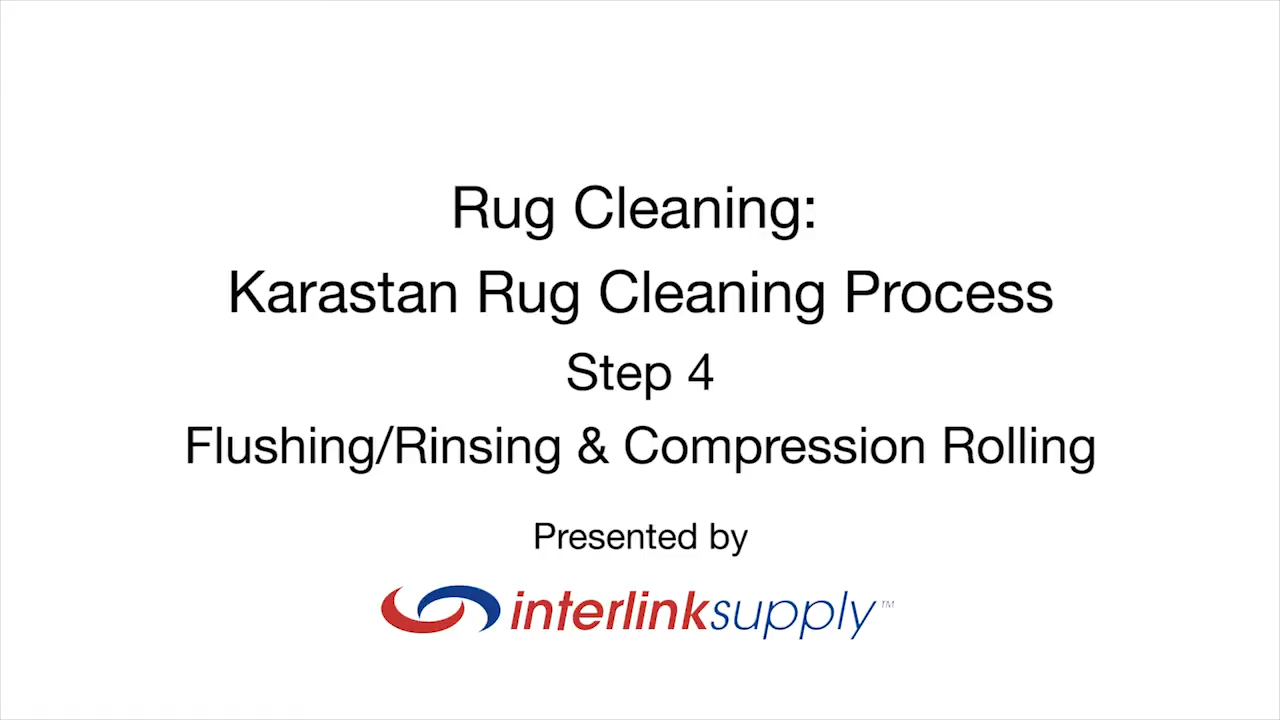 Rug Cleaning:
Karastan Rug Cleaning Process
Step 4
Flushing/Rinsing & Compression Rolling
Presented by
interlinksupply™